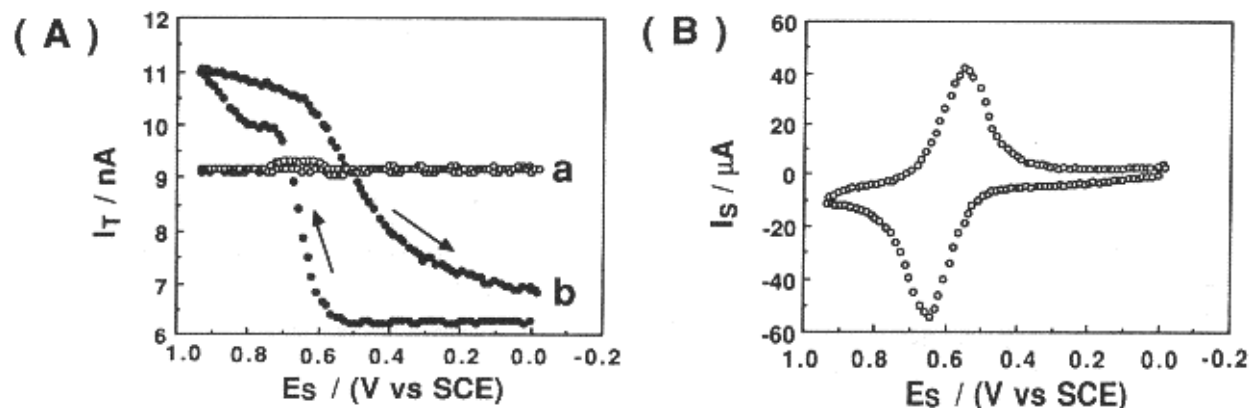 ( A )
12
11
10
9
8
7
6
1.0 0.8 0.6 0.4 0.2 0.0 -0.2
I_T / nA
E_S / (V vs SCE)
a
b
( B )
60
40
20
0
-20
-40
-60
1.0 0.8 0.6 0.4 0.2 0.0 -0.2
I_S / μA
E_S / (V vs SCE)